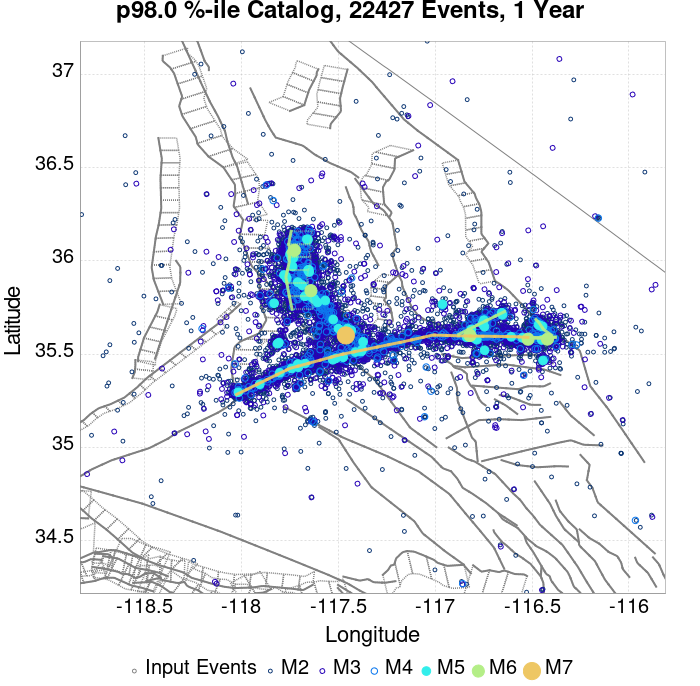 p98.0 %-ile Catalog, 22427 Events, 1 Year
37
36.5
36
35.5
35
34.5
Latitude
-118.5 -118 -117.5 -117 -116.5 -116
Longitude
Input Events M2 M3 M4 M5 M6 M7